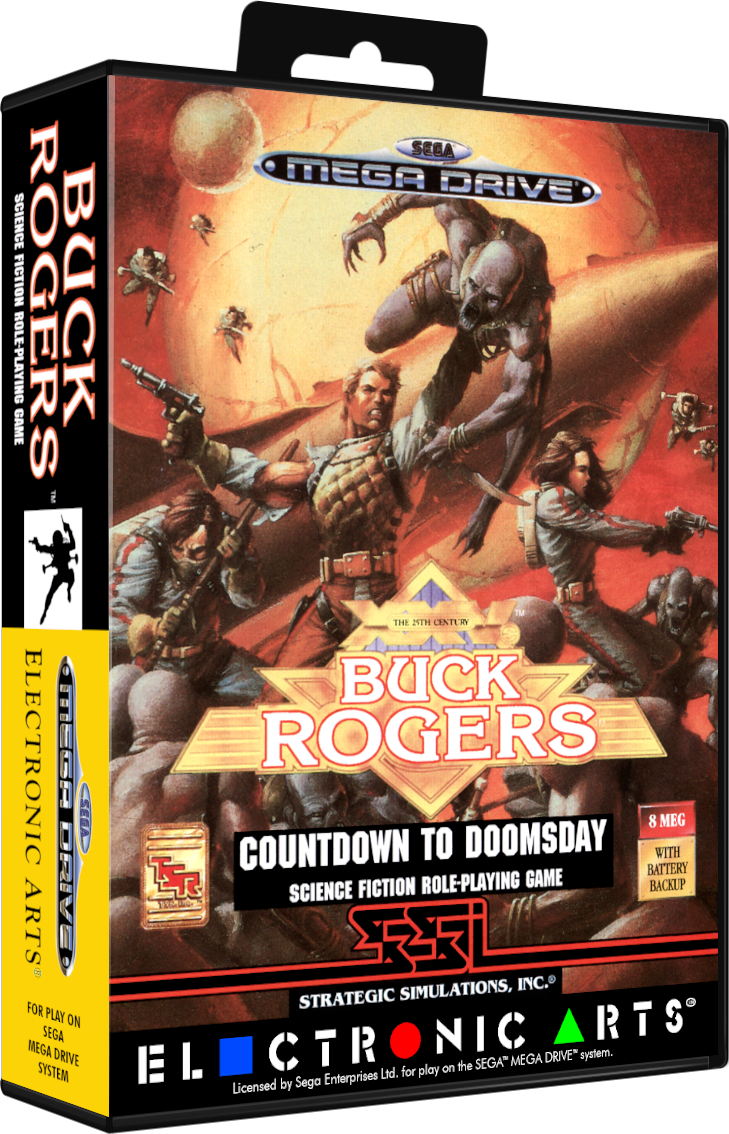 BUCK
ROGERS
SCIENCE FICTION ROLE-PLAYING GAME
TM
SEGA
MEGA DRIVE
ELECTRONIC ARTS®
FOR PLAY ON
SEGA
MEGA DRIVE
SYSTEM
SEGA
MEGA DRIVE
THE 25TH CENTURY
TM
BUCK
ROGERS
TSR
COUNTDOWN TO DOOMSDAY
SCIENCE FICTION ROLE-PLAYING GAME
8 MEG
WITH
BATTERY
BACKUP
SSI
STRATEGIC SIMULATIONS, INC.®
ELECTRONIC ARTS®
Licensed by Sega Enterprises Ltd. for play on the SEGA™ MEGA DRIVE™ system.